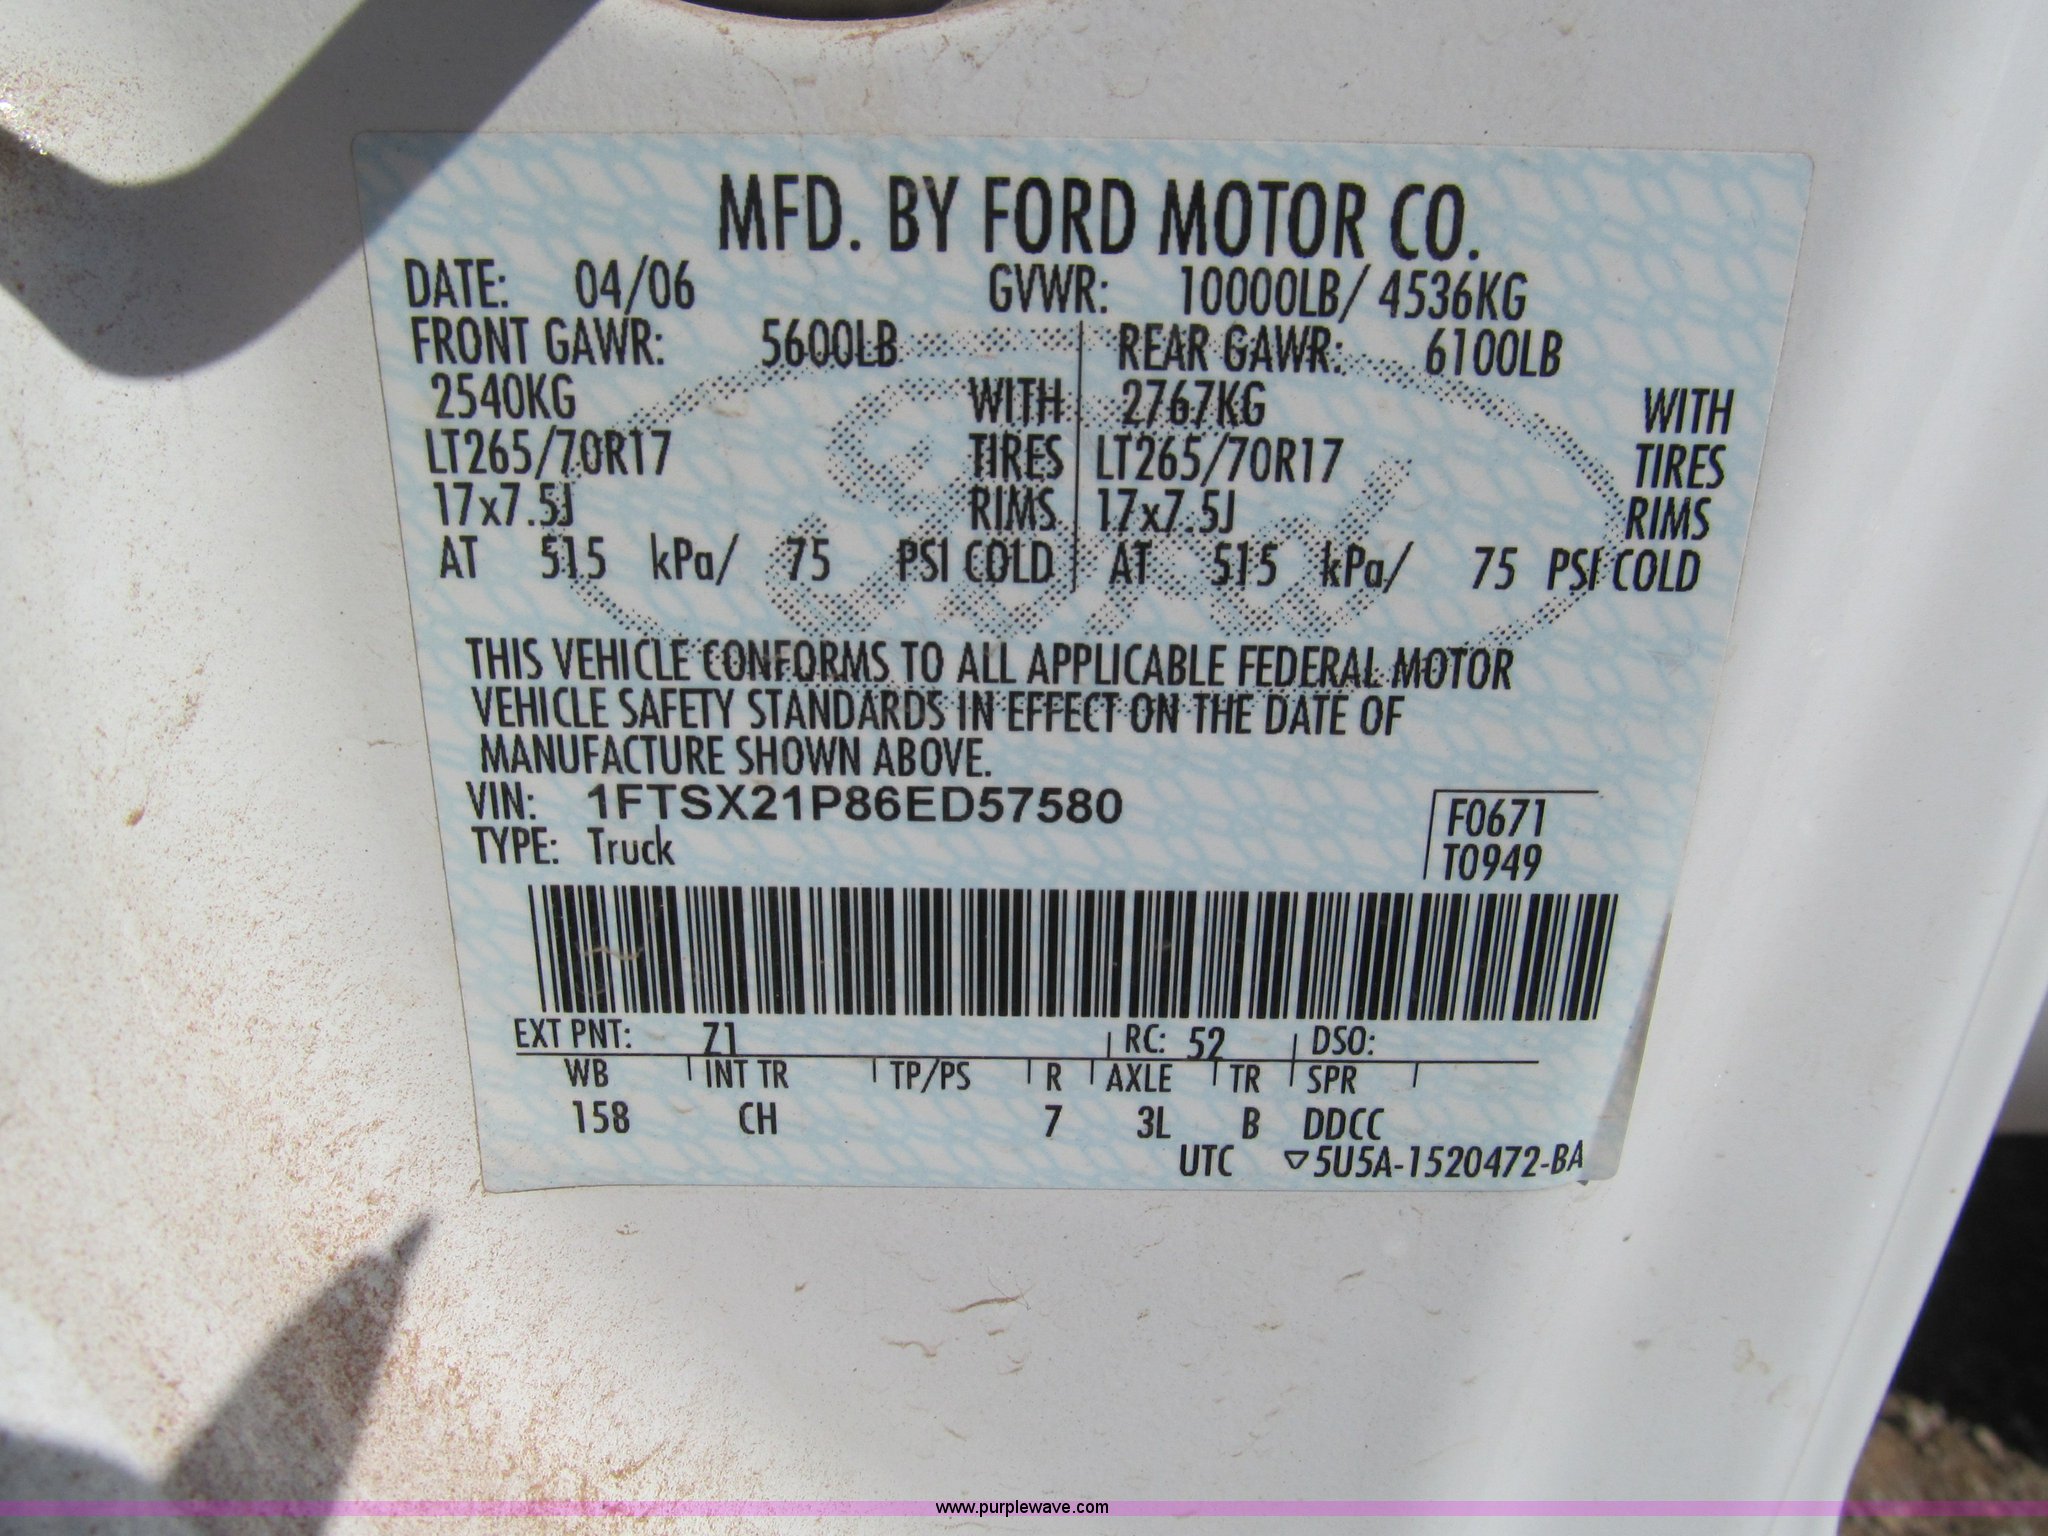 MFD. BY FORD MOTOR CO.
DATE: 04/06 GVWR: 10000LB/ 4536KG
FRONT GAWR: 5600LB REAR GAWR: 6100LB
2540KG WITH 2767KG WITH
LT265/70R17 TIRES LT265/70R17 TIRES
17x7.5J RIMS 17x7.5J RIMS
AT 515 kPa/ 75 PSI COLD AT 515 kPa/ 75 PSI COLD
Ford
THIS VEHICLE CONFORMS TO ALL APPLICABLE FEDERAL MOTOR
VEHICLE SAFETY STANDARDS IN EFFECT ON THE DATE OF
MANUFACTURE SHOWN ABOVE.
VIN: 1FTSX21P86ED57580 F0671
TYPE: Truck T0949
EXT PNT: Z1 RC: 52 DSO:
WB INT TR TP/PS R AXLE TR SPR
158 CH 7 3L B DDCC
UTC ▽5U5A-1520472-BA
www.purplewave.com